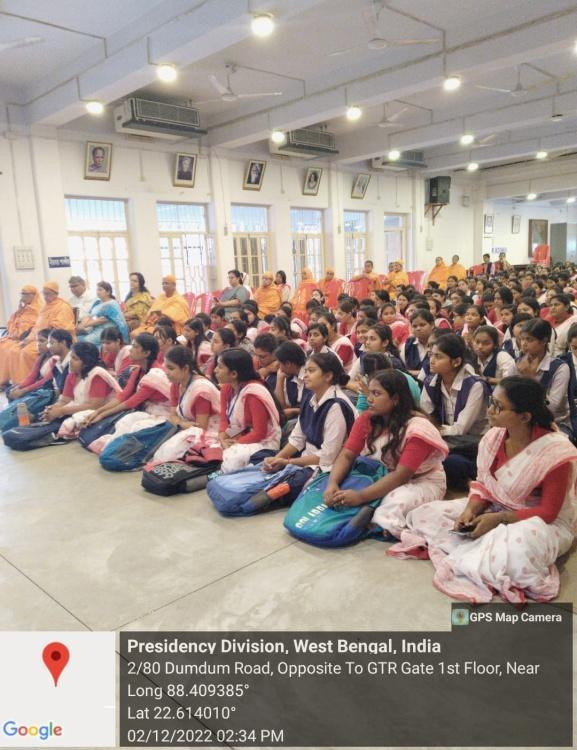 GPS Map Camera
Presidency Division, West Bengal, India
2/80 Dumdum Road, Opposite To GTR Gate 1st Floor, Near
Long 88.409385°
Lat 22.614010°
02/12/2022 02:34 PM
Google